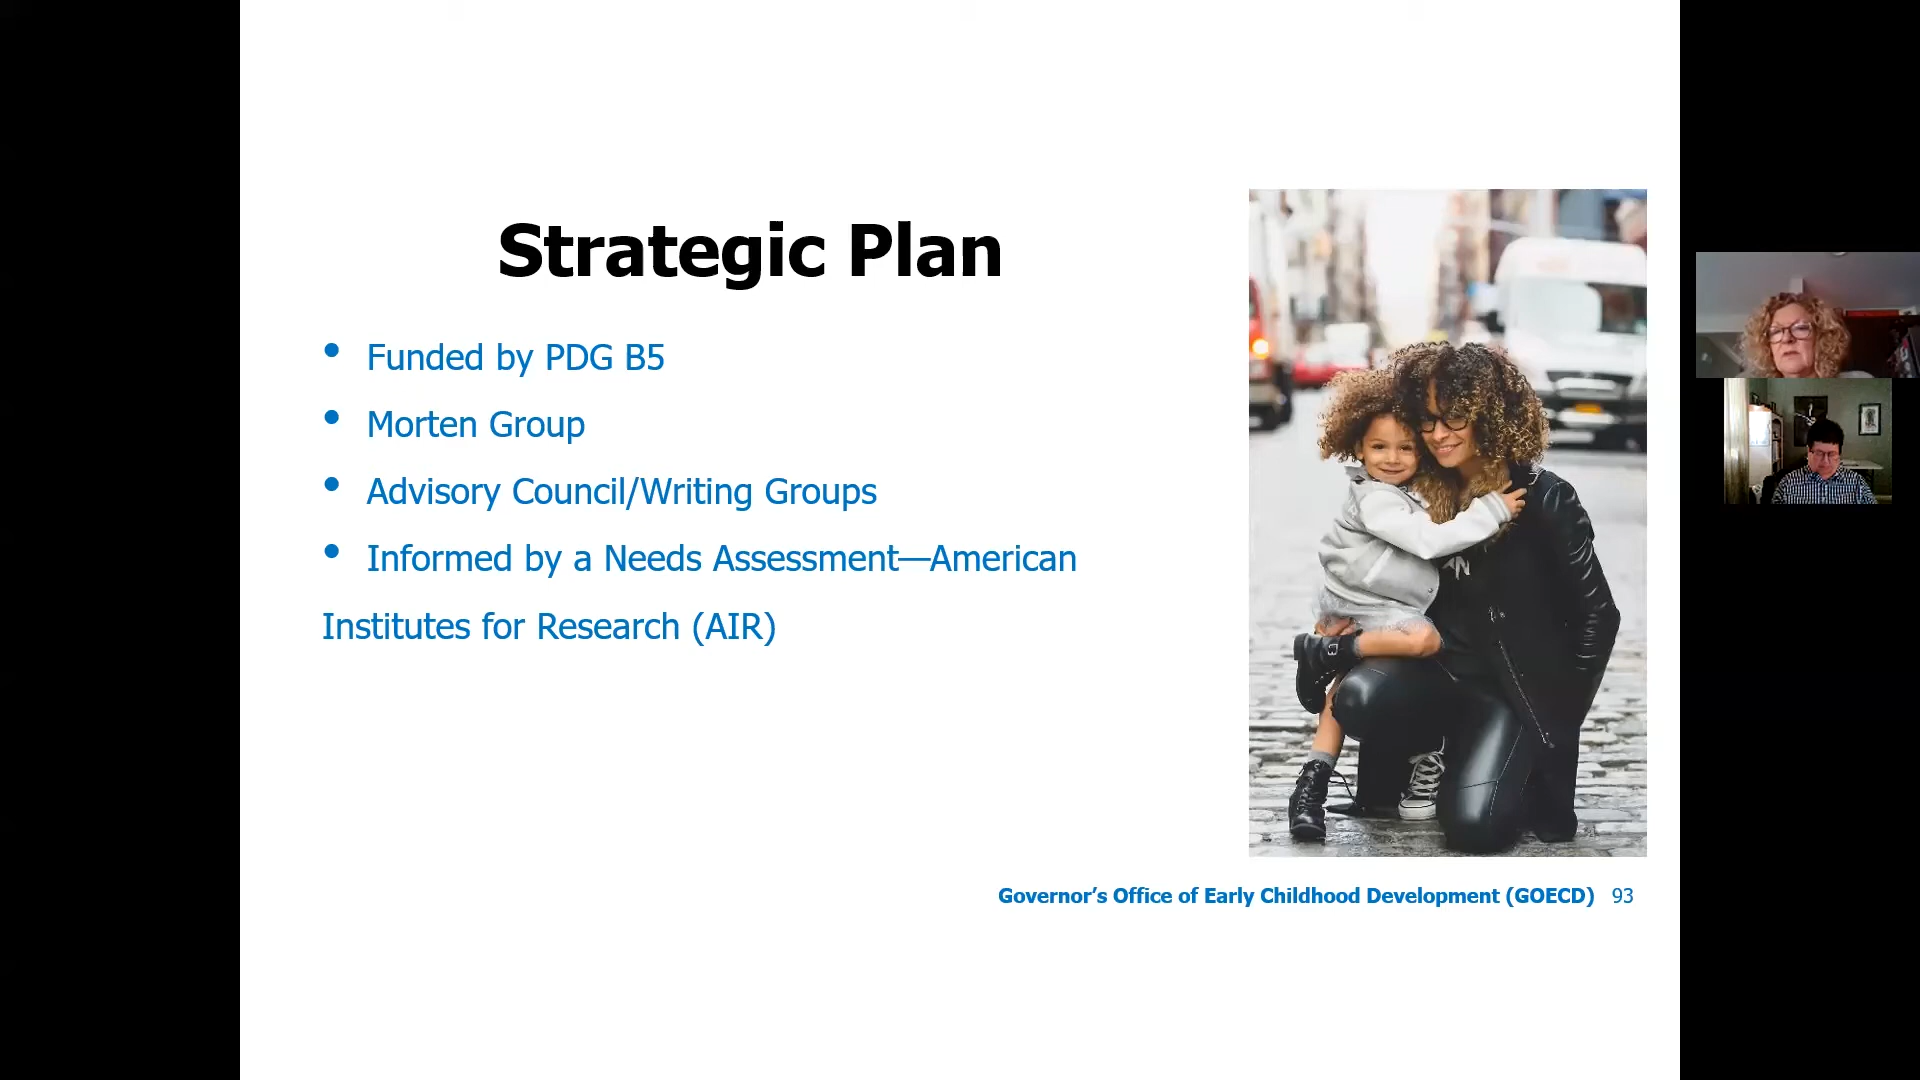 Strategic Plan
• Funded by PDG B5
• Morten Group
• Advisory Council/Writing Groups
• Informed by a Needs Assessment—American
Institutes for Research (AIR)
Governor’s Office of Early Childhood Development (GOECD) 93